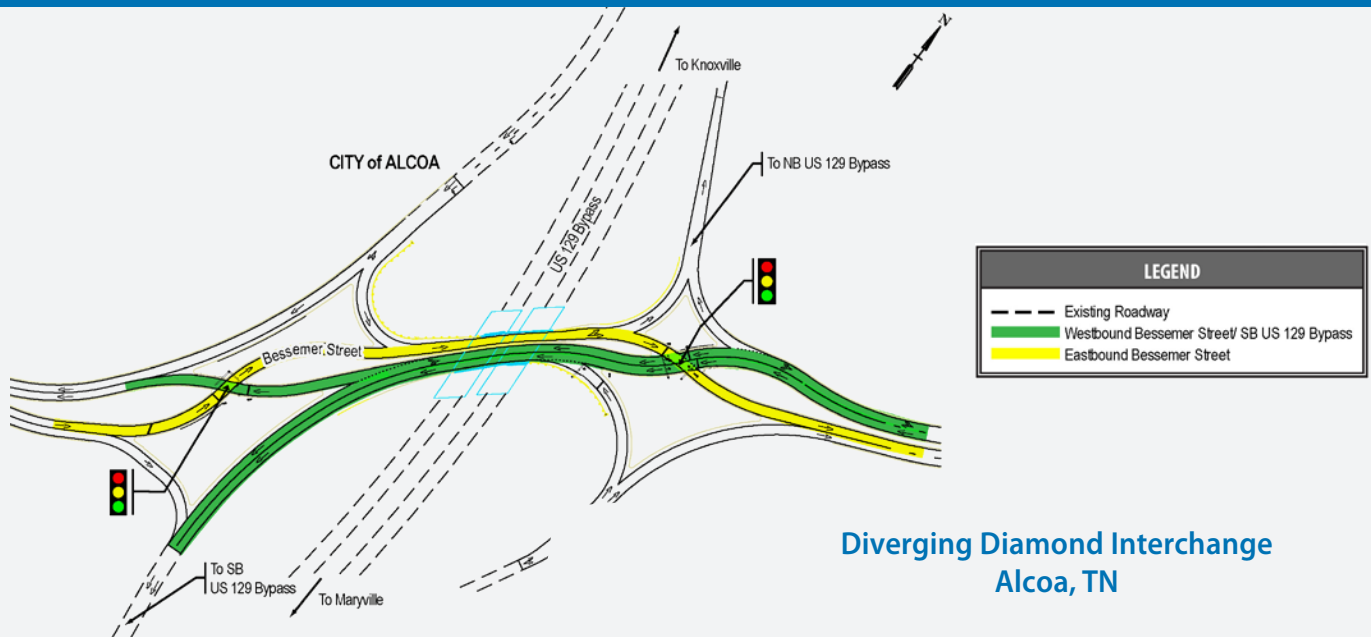 N
To Knoxville
CITY of ALCOA
To NB US 129 Bypass
US 129 Bypass
Bessemer Street
To SB
US 129 Bypass
To Maryville
LEGEND
Existing Roadway
Westbound Bessemer Street/ SB US 129 Bypass
Eastbound Bessemer Street
Diverging Diamond Interchange
Alcoa, TN